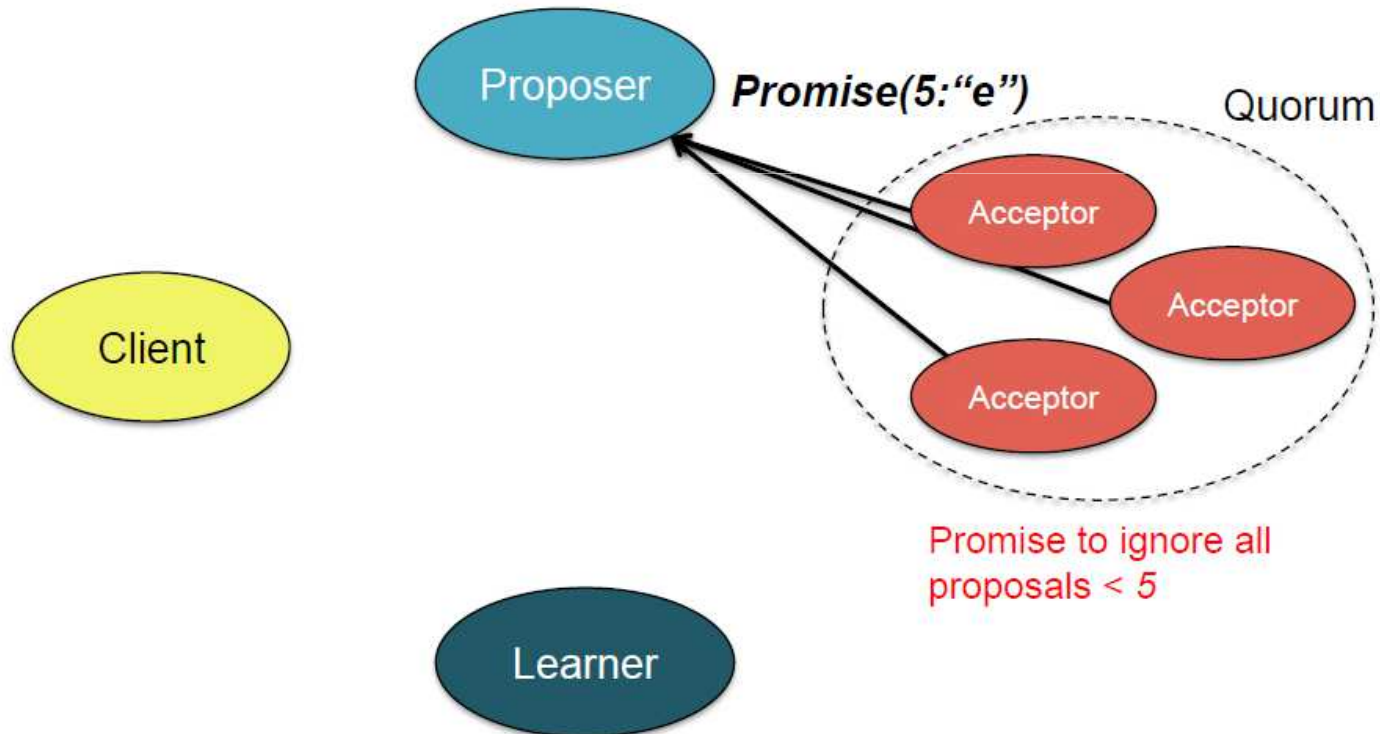 Proposer
Promise(5:“e”)
Quorum
Acceptor
Acceptor
Client
Acceptor
Promise to ignore all
proposals < 5
Learner